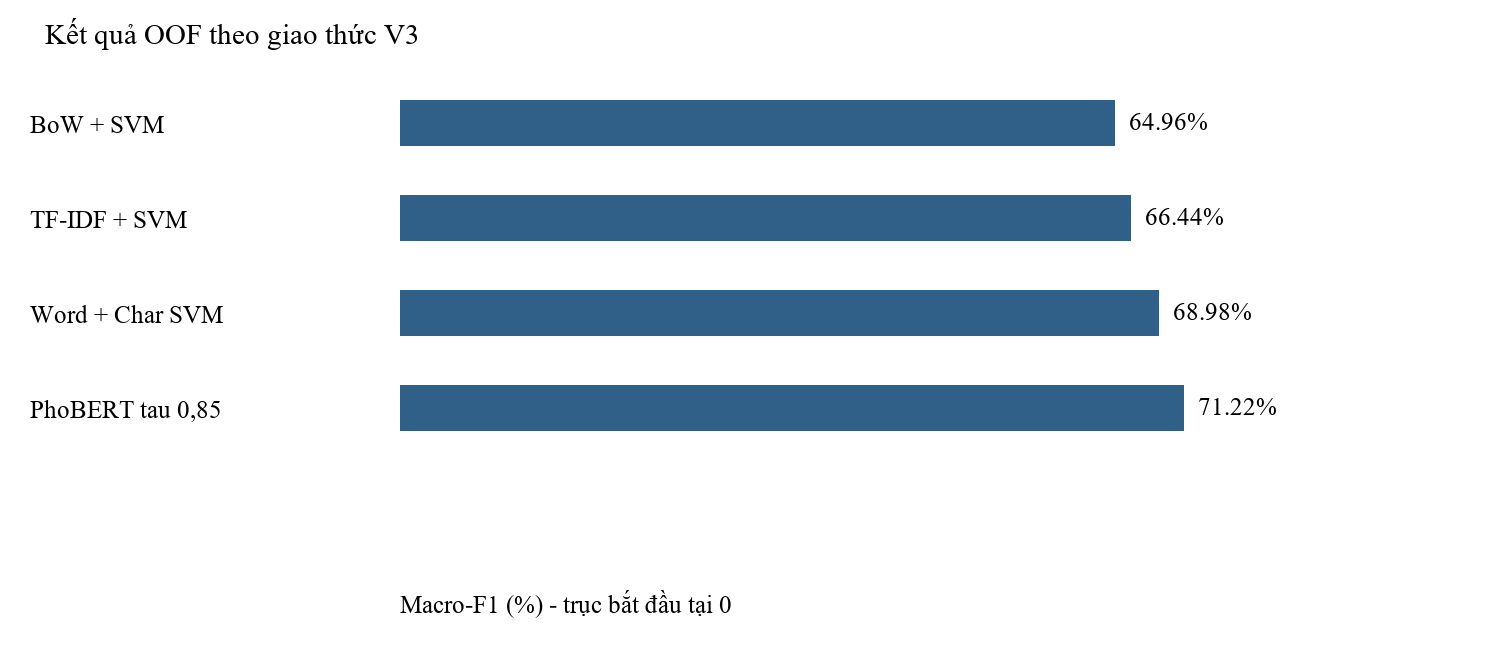 Kết quả OOF theo giao thức V3
BoW + SVM 64.96%
TF-IDF + SVM 66.44%
Word + Char SVM 68.98%
PhoBERT tau 0,85 71.22%
Macro-F1 (%) - trục bắt đầu tại 0